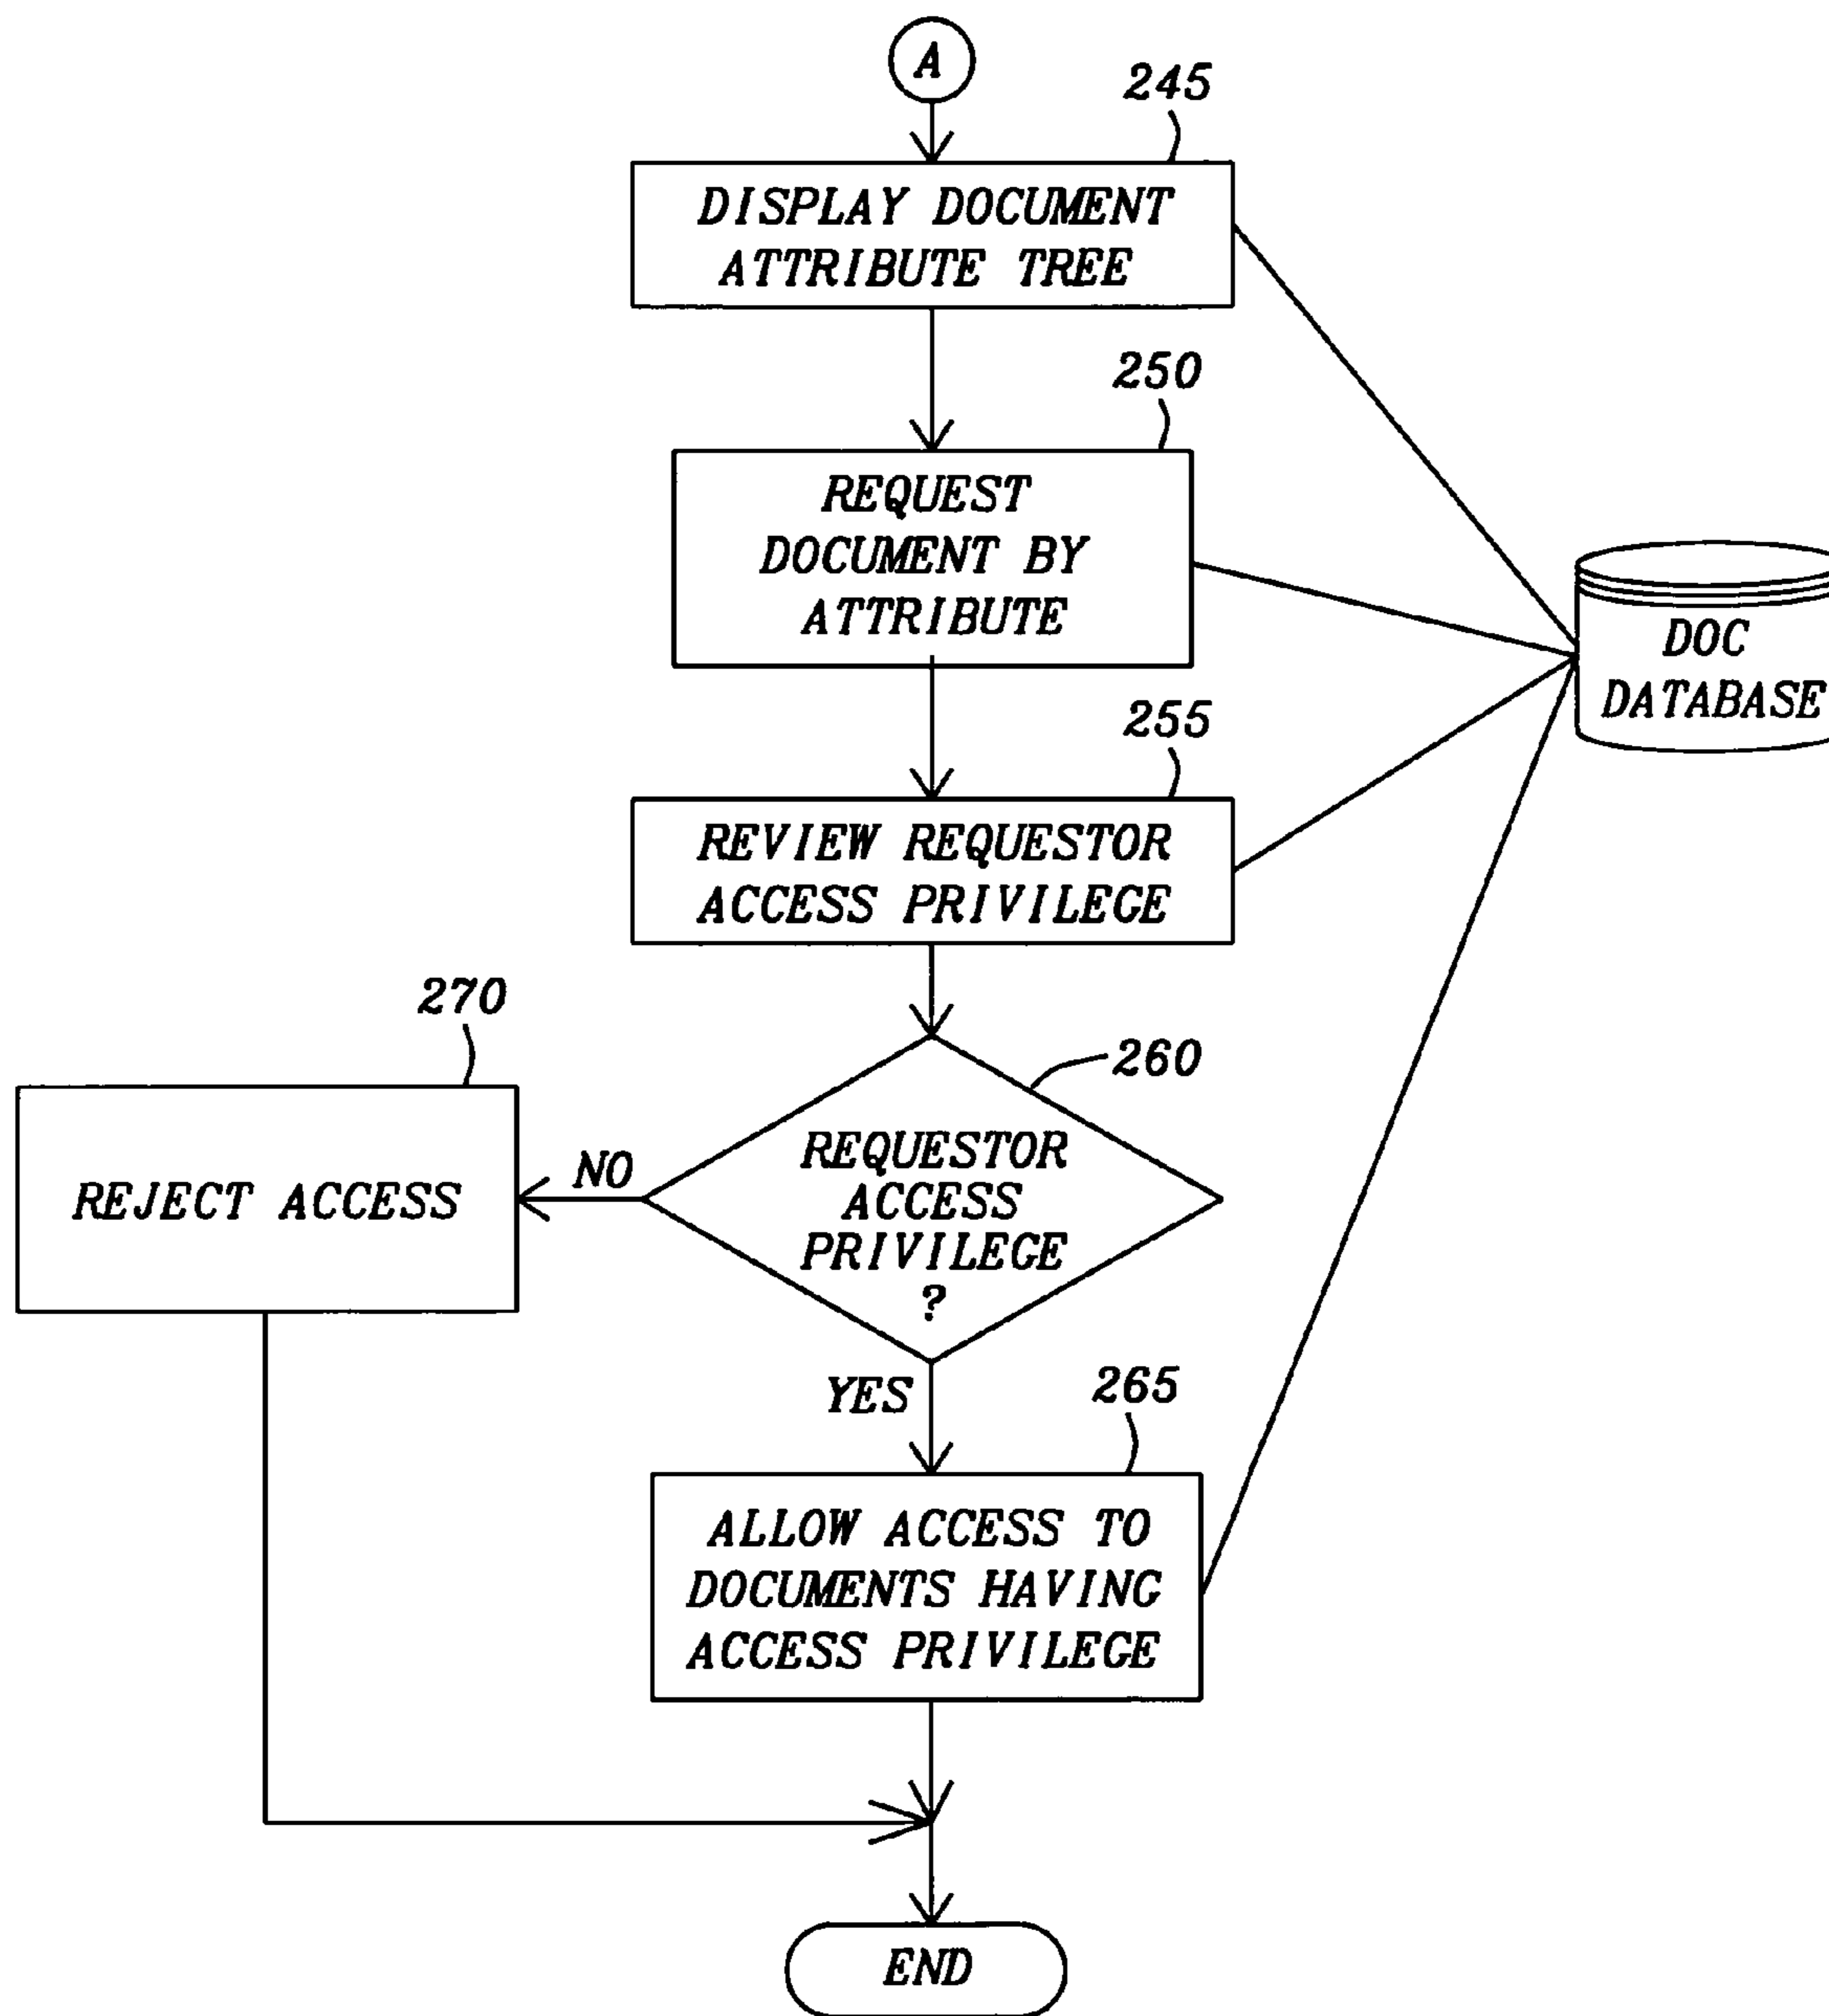 A
245
DISPLAY DOCUMENT
ATTRIBUTE TREE
250
REQUEST
DOCUMENT BY
ATTRIBUTE
DOC
DATABASE
255
REVIEW REQUESTOR
ACCESS PRIVILEGE
270
260
REJECT ACCESS
NO
REQUESTOR
ACCESS
PRIVILEGE
?
YES
265
ALLOW ACCESS TO
DOCUMENTS HAVING
ACCESS PRIVILEGE
END